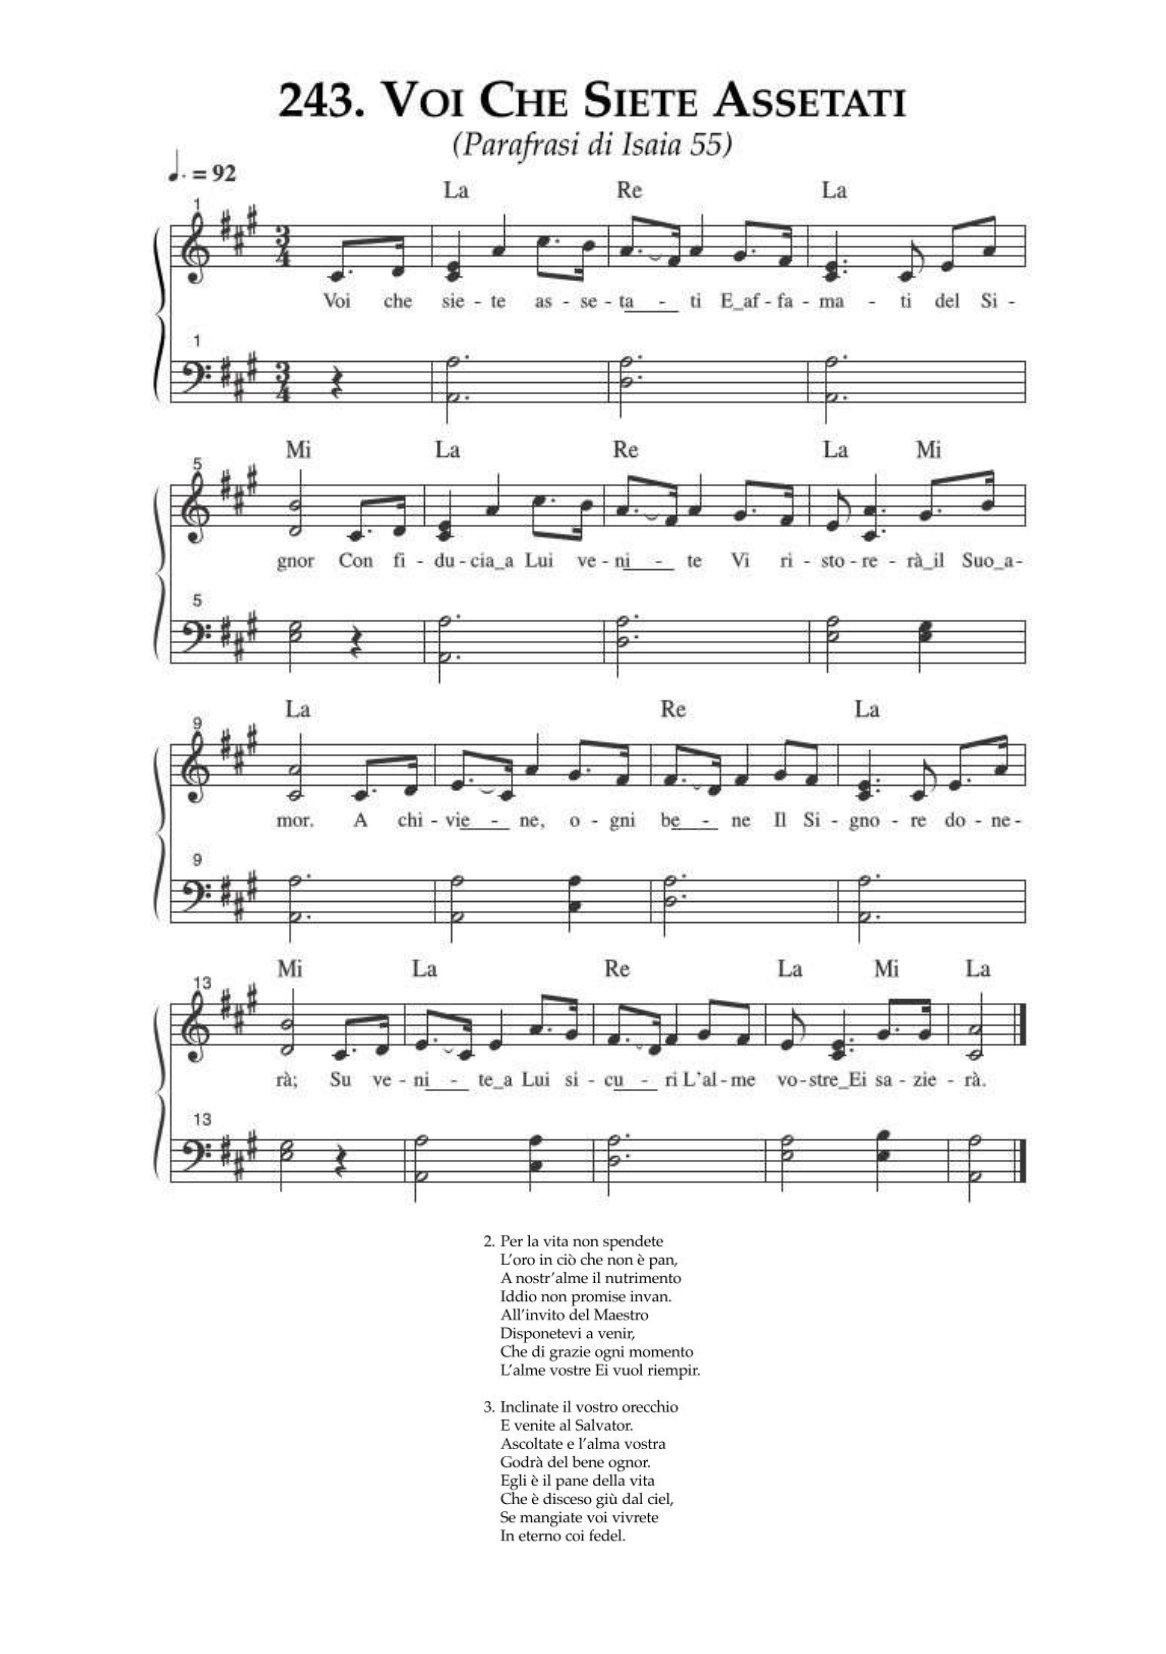 243. Voi Che Siete Assetati
(Parafrasi di Isaia 55)
♩. = 92
La Re La
1
3 4
Voi che sie - te as - se - ta - ti E_af - fa - ma - ti del Si -
1
3 4
Mi La Re La Mi
5
gnor Con fi - du - cia_a Lui ve - ni - te Vi ri - sto - re - rà_il Suo_a -
5
La Re La
9
mor. A chi - vie - ne, o - gni be - ne Il Si - gno - re do - ne -
9
Mi La Re La Mi La
13
rà; Su ve - ni - te_a Lui si - cu - ri L'al - me vo - stre_Ei sa - zie - rà.
13
2. Per la vita non spendete
L'oro in ciò che non è pan,
A nostr'alme il nutrimento
Iddio non promise invan.
All'invito del Maestro
Disponetevi a venir,
Che di grazie ogni momento
L'alme vostre Ei vuol riempir.
3. Inclinate il vostro orecchio
E venite al Salvator.
Ascoltate e l'alma vostra
Godrà del bene ognor.
Egli è il pane della vita
Che è disceso giù dal ciel,
Se mangiate voi vivrete
In eterno coi fedel.